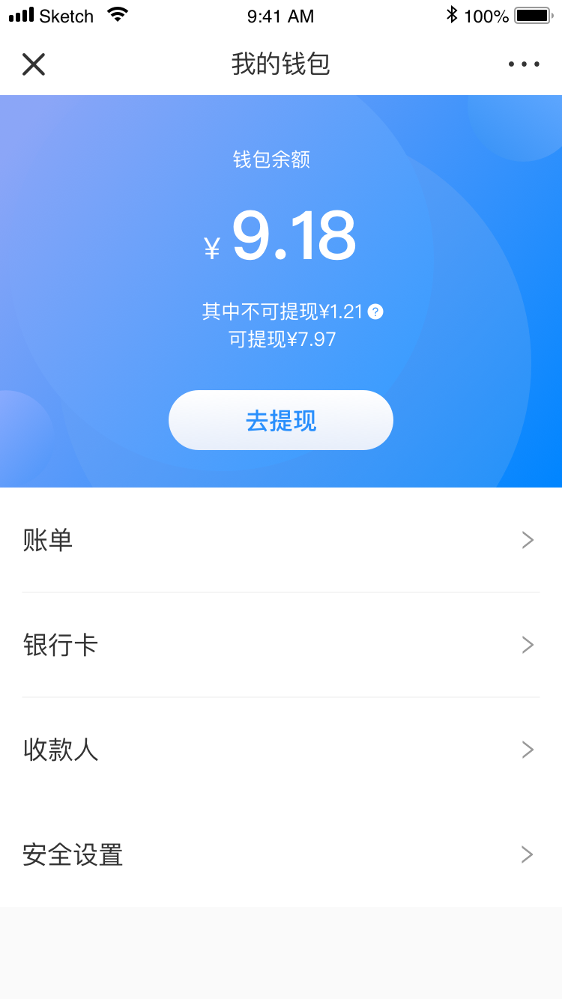 Sketch 9:41 AM 100%
我的钱包
钱包余额
¥ 9.18
其中不可提现¥1.21 ?
可提现¥7.97
去提现
账单
银行卡
收款人
安全设置